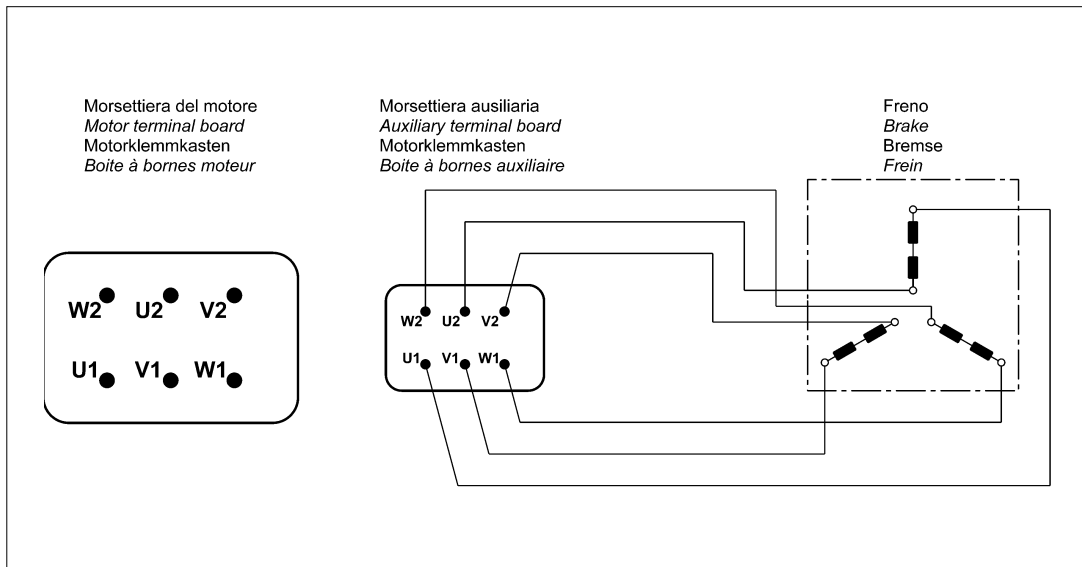 Morsettiera del motore
Motor terminal board
Motorklemmkasten
Boite à bornes moteur
Morsettiera ausiliaria
Auxiliary terminal board
Motorklemmkasten
Boite à bornes auxiliaire
Freno
Brake
Bremse
Frein
W2 U2 V2
U1 V1 W1
W2 U2 V2
U1 V1 W1